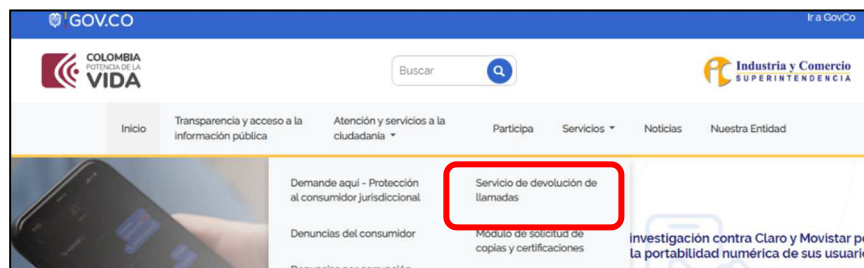 GOV.CO
Ir a GovCo
COLOMBIA
POTENCIA DE LA
VIDA
Buscar
Industria y Comercio
SUPERINTENDENCIA
Inicio
Transparencia y acceso a la
información pública
Atención y servicios a la
ciudadanía
Participa
Servicios
Noticias
Nuestra Entidad
Demande aquí - Protección
al consumidor jurisdiccional
Servicio de devolución de
llamadas
Denuncias del consumidor
Módulo de solicitud de
copias y certificaciones
investigación contra Claro y Movistar
la portabilidad numérica de sus